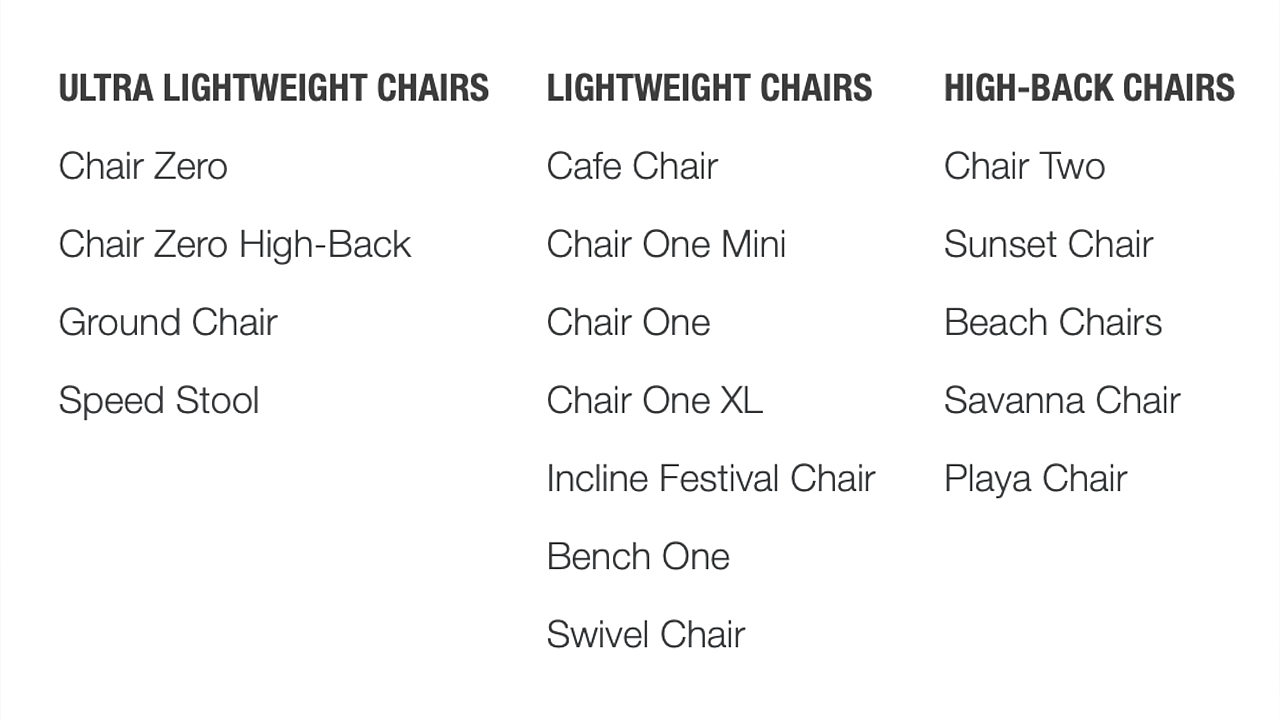 ULTRA LIGHTWEIGHT CHAIRS
Chair Zero
Chair Zero High-Back
Ground Chair
Speed Stool
LIGHTWEIGHT CHAIRS
Cafe Chair
Chair One Mini
Chair One
Chair One XL
Incline Festival Chair
Bench One
Swivel Chair
HIGH-BACK CHAIRS
Chair Two
Sunset Chair
Beach Chairs
Savanna Chair
Playa Chair